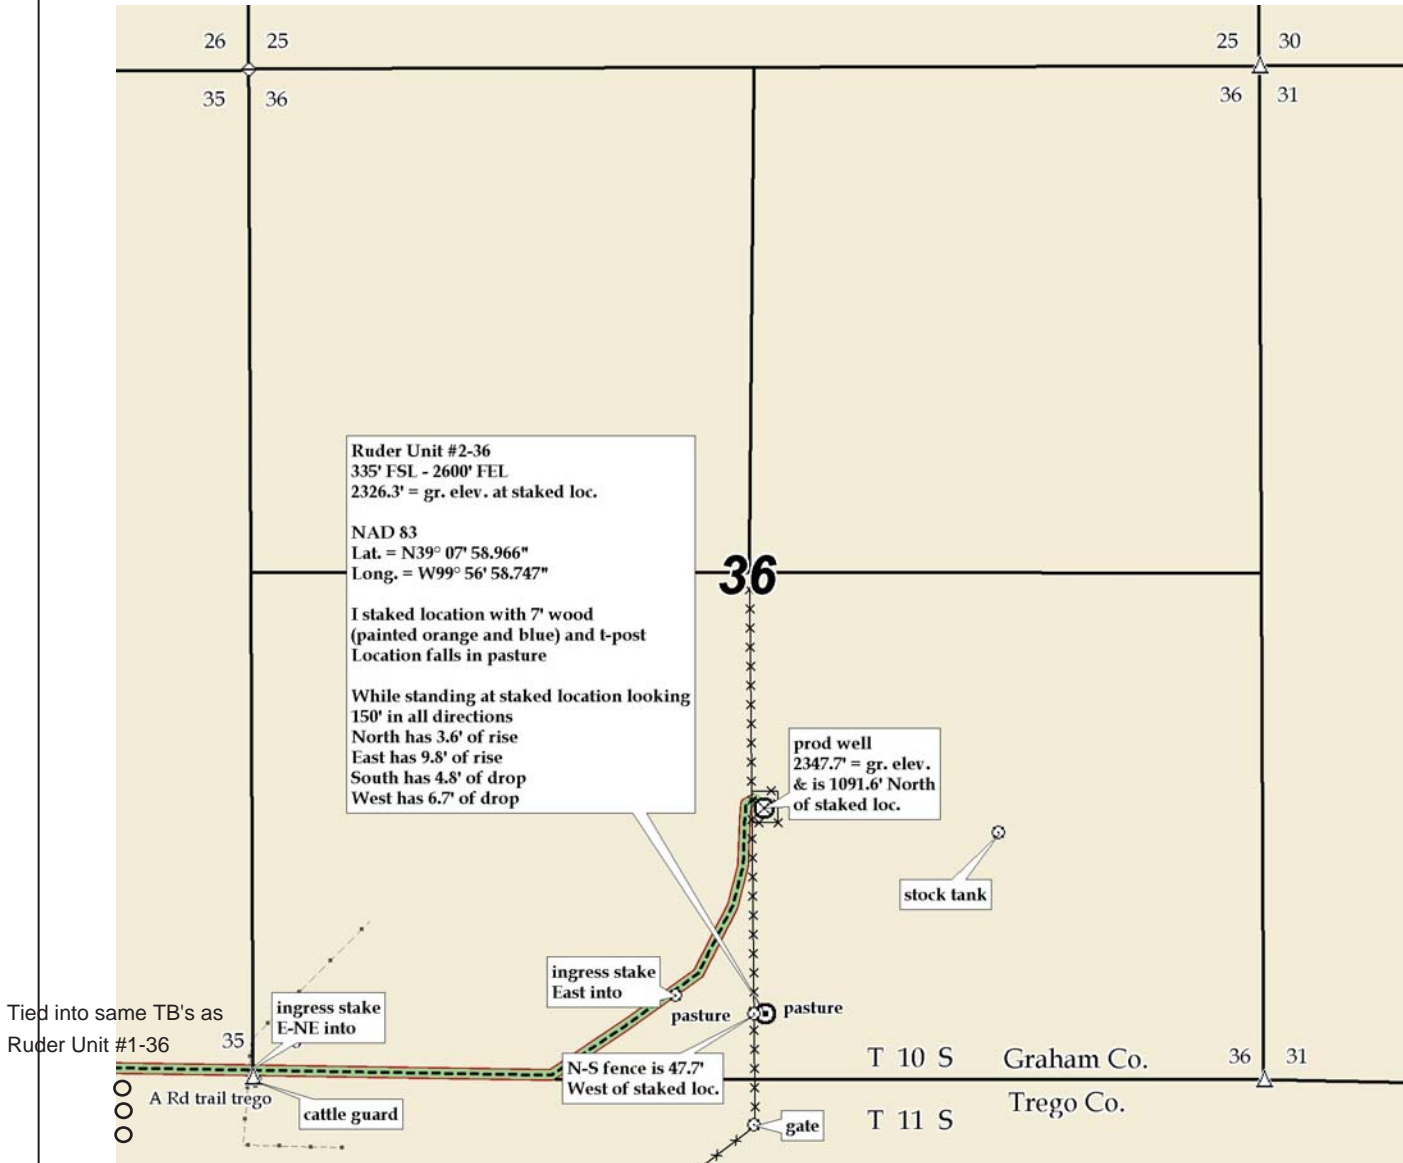 26 25
25 30
35 36
36 31
Ruder Unit #2-36
335' FSL - 2600' FEL
2326.3' = gr. elev. at staked loc.
NAD 83
Lat. = N39° 07' 58.966"
Long. = W99° 56' 58.747"
I staked location with 7' wood
(painted orange and blue) and t-post
Location falls in pasture
While standing at staked location looking
150' in all directions
North has 3.6' of rise
East has 9.8' of rise
South has 4.8' of drop
West has 6.7' of drop
36
prod well
2347.7' = gr. elev.
& is 1091.6' North
of staked loc.
stock tank
ingress stake
East into
pasture
pasture
Tied into same TB's as
Ruder Unit #1-36
ingress stake
E-NE into
35
N-S fence is 47.7'
West of staked loc.
T 10 S Graham Co.
36 31
A Rd trail trego
cattle guard
Trego Co.
T 11 S
gate